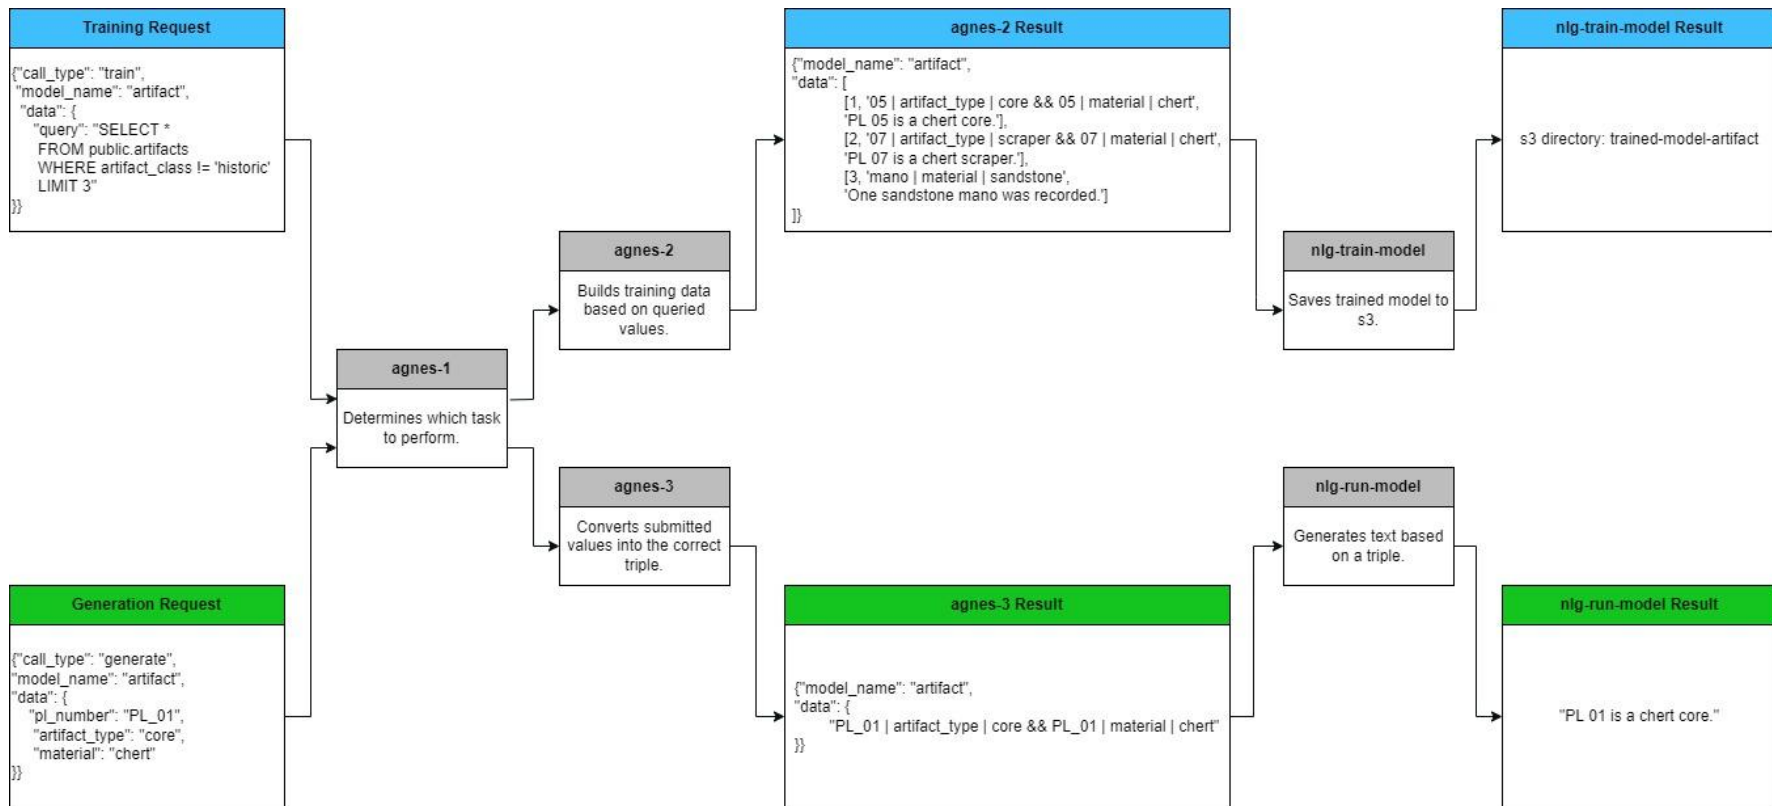 Training Request
{"call_type": "train",
"model_name": "artifact",
"data": {
"query": "SELECT *
FROM public.artifacts
WHERE artifact_class != 'historic'
LIMIT 3"
}}
agnes-2 Result
{"model_name": "artifact",
"data": [
[1, '05 | artifact_type | core && 05 | material | chert',
'PL 05 is a chert core.'],
[2, '07 | artifact_type | scraper && 07 | material | chert',
'PL 07 is a chert scraper.'],
[3, 'mano | material | sandstone',
'One sandstone mano was recorded.']
]}
nlg-train-model Result
s3 directory: trained-model-artifact
agnes-2
Builds training data
based on queried
values.
nlg-train-model
Saves trained model to
s3.
agnes-1
Determines which task
to perform.
agnes-3
Converts submitted
values into the correct
triple.
nlg-run-model
Generates text based
on a triple.
Generation Request
{"call_type": "generate",
"model_name": "artifact",
"data": {
"pl_number": "PL_01",
"artifact_type": "core",
"material": "chert"
}}
agnes-3 Result
{"model_name": "artifact",
"data": {
"PL_01 | artifact_type | core && PL_01 | material | chert"
}}
nlg-run-model Result
"PL 01 is a chert core."